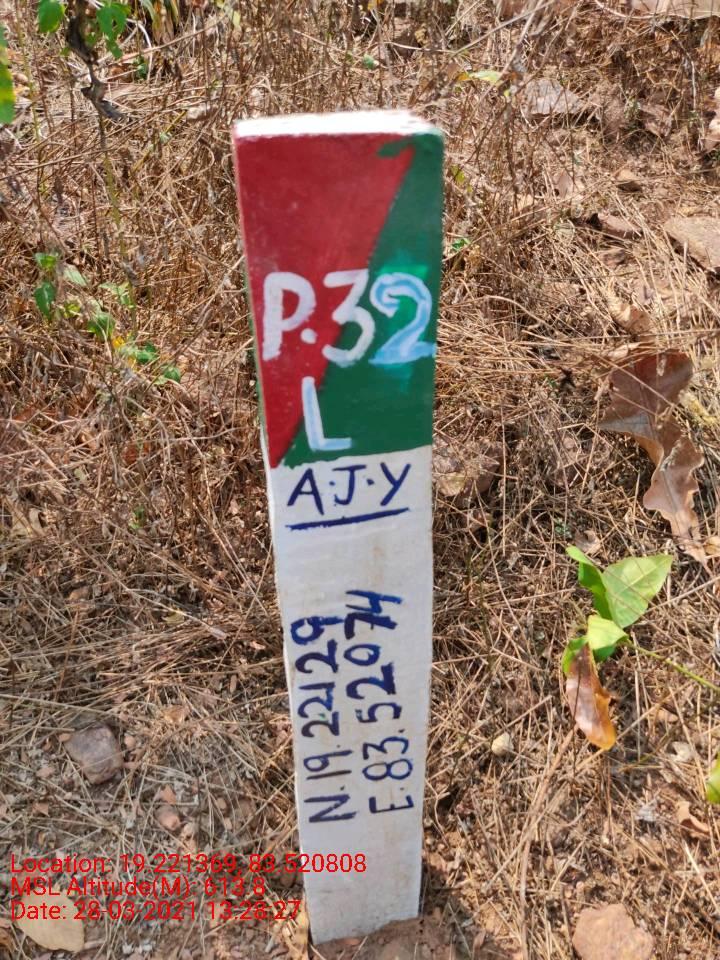 P.32
L
A.J.Y
N.19.22129
E.83.52074
Location: 19.221369, 83.520808
MSL Altitude(M): 613.8
Date: 28-03-2021 13:28:27